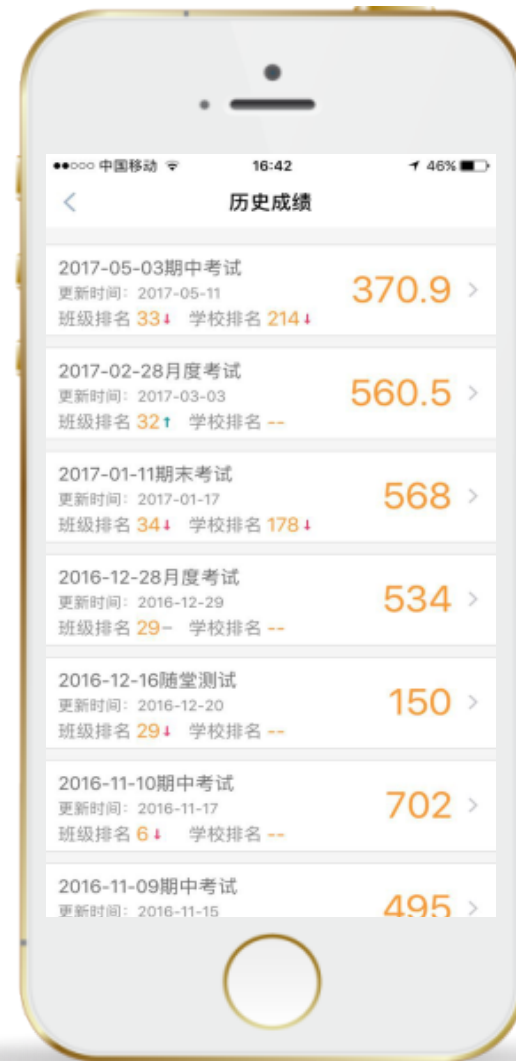 中国移动 16:42 46%
历史成绩
2017-05-03期中考试
370.9
更新时间：2017-05-11
班级排名 33↓ 学校排名 214↓
2017-02-28月度考试
560.5
更新时间：2017-03-03
班级排名 32↑ 学校排名 --
2017-01-11期末考试
568
更新时间：2017-01-17
班级排名 34↓ 学校排名 178↓
2016-12-28月度考试
534
更新时间：2016-12-29
班级排名 29− 学校排名 --
2016-12-16随堂测试
150
更新时间：2016-12-20
班级排名 29↓ 学校排名 --
2016-11-10期中考试
702
更新时间：2016-11-17
班级排名 6↓ 学校排名 --
2016-11-09期中考试
495
更新时间：2016-11-15